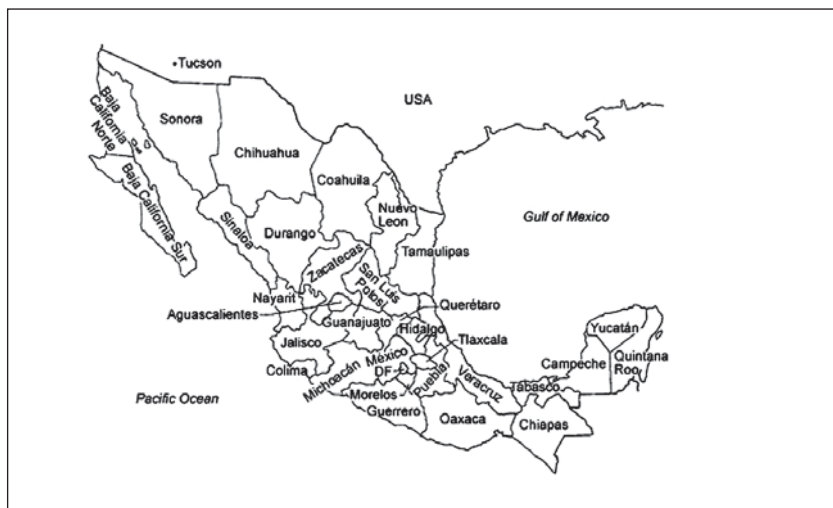 •Tucson
USA
Baja
California
Norte
Sonora
Chihuahua
Coahuila
Baja California Sur
Nuevo
Leon
Gulf of Mexico
Sinaloa
Durango
Tamaulipas
Zacatecas
San Luis
Potosí
Nayarit
Querétaro
Aguascalientes
Guanajuato
Hidalgo
Tlaxcala
Yucatán
Jalisco
México
Campeche
Quintana
Roo
Colima
Michoacán
DF
Puebla
Veracruz
Tabasco
Pacific Ocean
Morelos
Guerrero
Oaxaca
Chiapas